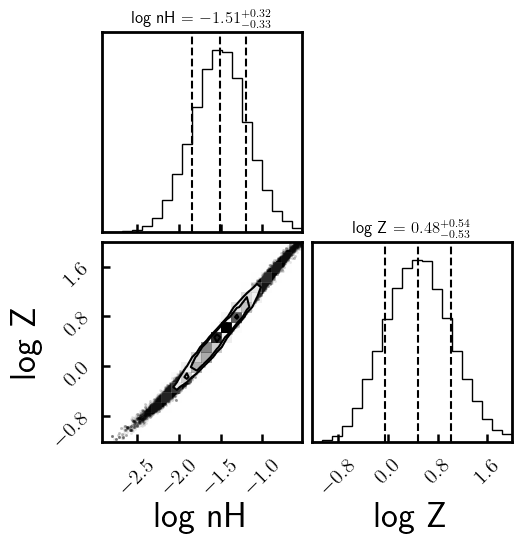 log nH = −1.51+0.32−0.33
log Z = 0.48+0.54−0.53
log Z
1.6
0.8
0.0
−0.8
−2.5 −2.0 −1.5 −1.0
−0.8 0.0 0.8 1.6
log nH
log Z